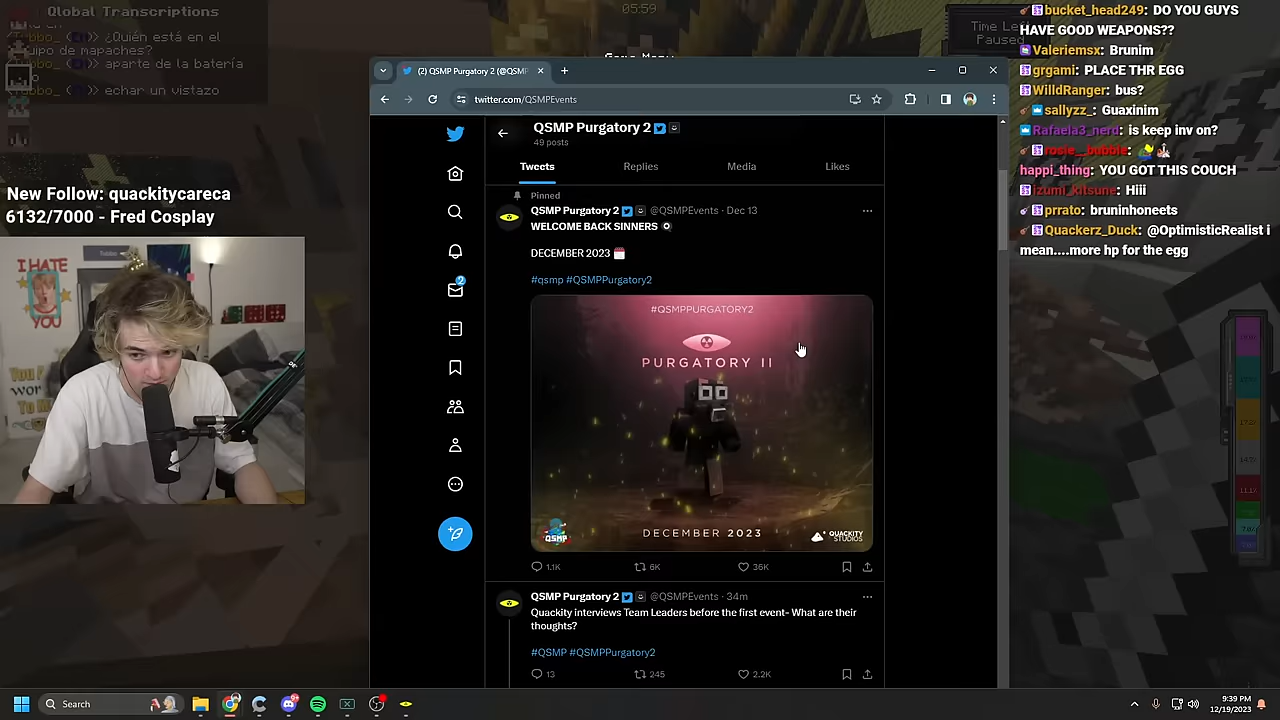 Global Transcriptions
¿Quién está en el
equipo de mapaches?
aparte de la batería
echar un vistazo
05:59
Game Menu
Time Left
Paused
New Follow: quackitycareca
6132/7000 - Fred Cosplay
I HATE
YOU
(2) QSMP Purgatory 2 (@QSMP
twitter.com/QSMPEvents
QSMP Purgatory 2
49 posts
Tweets
Replies
Media
Likes
Pinned
QSMP Purgatory 2 @QSMPEvents · Dec 13
WELCOME BACK SINNERS
DECEMBER 2023
#qsmp #QSMPPurgatory2
#QSMPPURGATORY2
PURGATORY II
DECEMBER 2023
QSMP
QUACKITY
STUDIOS
1.1K
6K
36K
QSMP Purgatory 2 @QSMPEvents · 34m
Quackity interviews Team Leaders before the first event- What are their
thoughts?
#QSMP #QSMPPurgatory2
13
245
2.2K
2
bucket_head249: DO YOU GUYS
HAVE GOOD WEAPONS??
Valeriemsx: Brunim
grgami: PLACE THR EGG
WilldRanger: bus?
sallyzz_: Guaxinim
Rafaela3_nerd: is keep inv on?
rosie__bubble:
happi_thing: YOU GOT THIS COUCH
izumi_kitsune: Hiii
prrato: bruninhoneets
Quackerz_Duck: @OptimisticRealist i
mean....more hp for the egg
Search
9:39 PM
12/19/2023